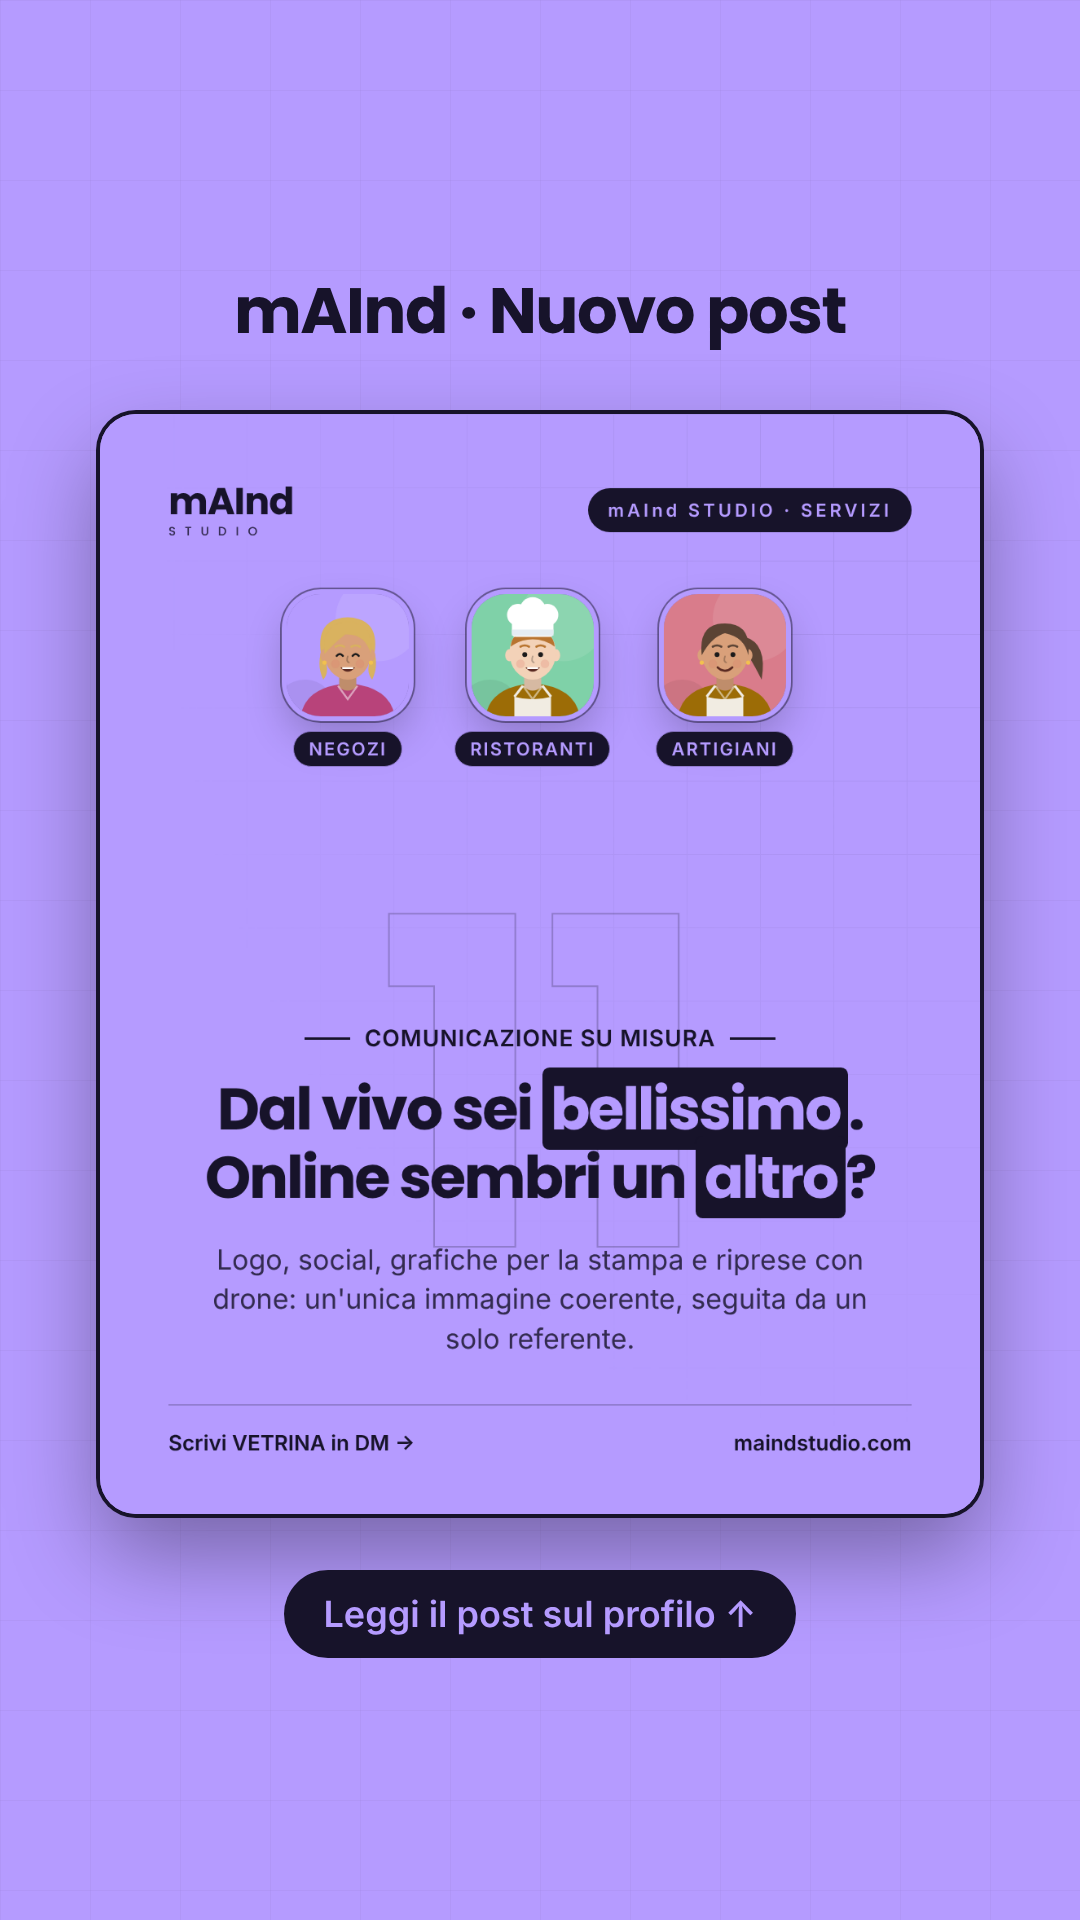 mAInd · Nuovo post
mAInd
STUDIO
mAInd STUDIO · SERVIZI
NEGOZI
RISTORANTI
ARTIGIANI
11
COMUNICAZIONE SU MISURA
Dal vivo sei bellissimo.
Online sembri un altro?
Logo, social, grafiche per la stampa e riprese con
drone: un'unica immagine coerente, seguita da un
solo referente.
Scrivi VETRINA in DM →
maindstudio.com
Leggi il post sul profilo ↑